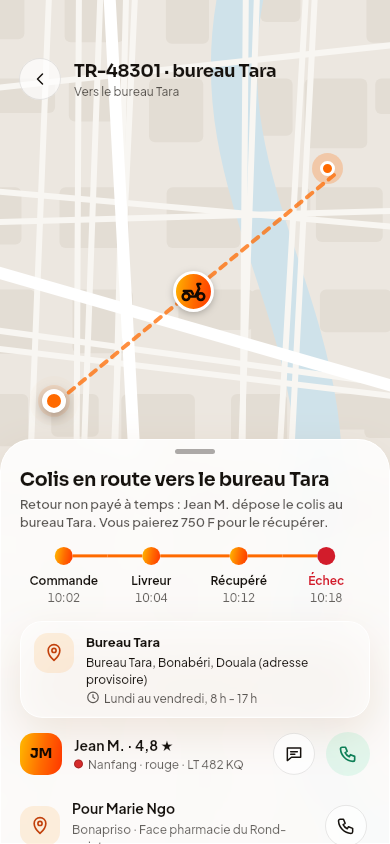 TR-48301 · bureau Tara
Vers le bureau Tara
Colis en route vers le bureau Tara
Retour non payé à temps : Jean M. dépose le colis au
bureau Tara. Vous paierez 750 F pour le récupérer.
Commande Livreur Récupéré Échec
10:02 10:04 10:12 10:18
Bureau Tara
Bureau Tara, Bonabéri, Douala (adresse
provisoire)
Lundi au vendredi, 8 h - 17 h
JM
Jean M. · 4,8 ★
Nanfang · rouge · LT 482 KQ
Pour Marie Ngo
Bonapriso · Face pharmacie du Rond-